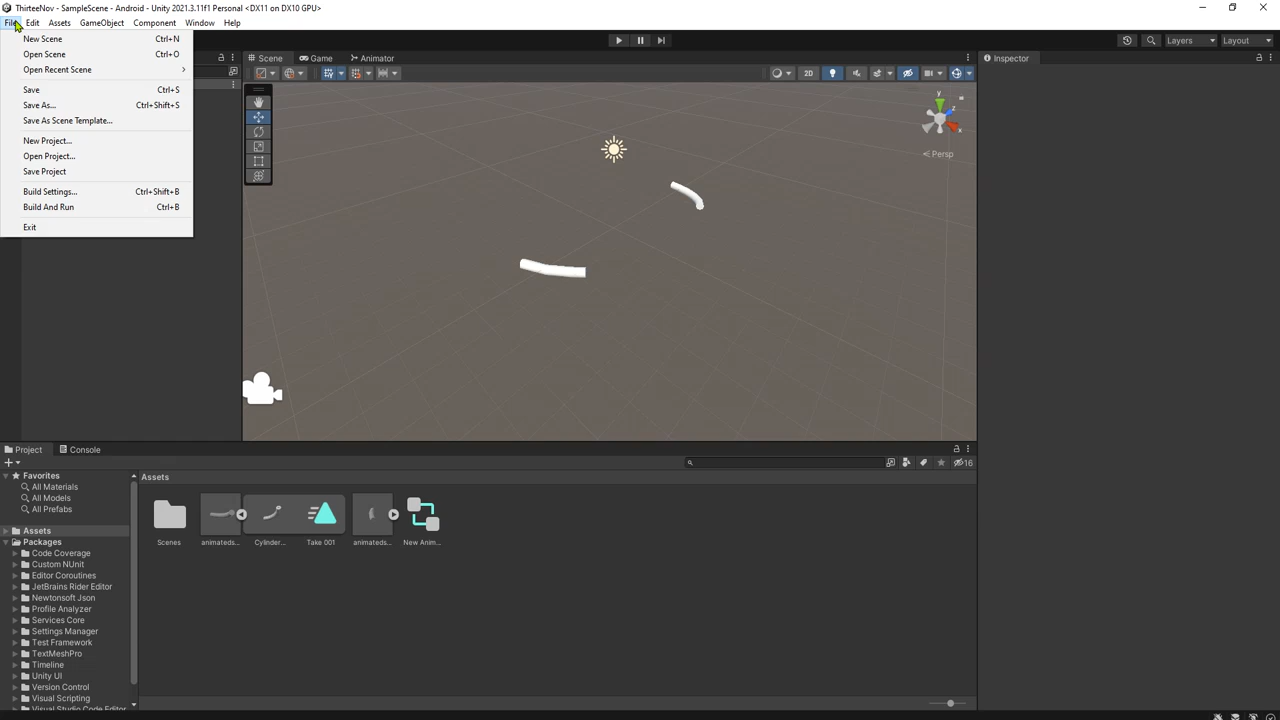 ThirteeNov - SampleScene - Android - Unity 2021.3.11f1 Personal <DX11 on DX10 GPU>
File Edit Assets GameObject Component Window Help
New Scene Ctrl+N
Open Scene Ctrl+O
Open Recent Scene
Save Ctrl+S
Save As... Ctrl+Shift+S
Save As Scene Template...
New Project...
Open Project...
Save Project
Build Settings... Ctrl+Shift+B
Build And Run Ctrl+B
Exit
Layers Layout
Scene Game Animator
Inspector
2D
y
z
x
Persp
Project Console
16
Favorites
All Materials
All Models
All Prefabs
Assets
Packages
Code Coverage
Custom NUnit
Editor Coroutines
JetBrains Rider Editor
Newtonsoft Json
Profile Analyzer
Services Core
Settings Manager
Test Framework
TextMeshPro
Timeline
Unity UI
Version Control
Visual Scripting
Visual Studio Code Editor
Assets
Scenes animateds... Cylinder... Take 001 animateds... New Anim...